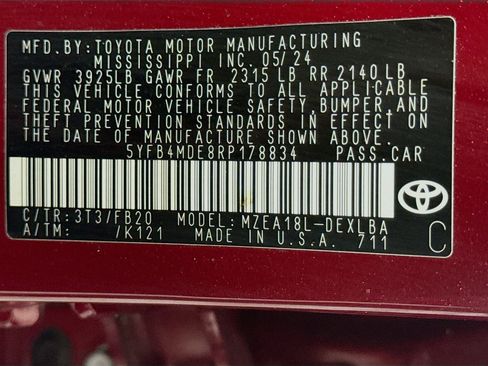 MFD.BY:TOYOTA MOTOR MANUFACTURING
MISSISSIPPI INC. 05/24
GVWR 3925LB GAWR FR 2315 LB RR 2140 LB
THIS VEHICLE CONFORMS TO ALL APPLICABLE
FEDERAL MOTOR VEHICLE SAFETY, BUMPER, AND
THEFT PREVENTION STANDARDS IN EFFECT ON
THE DATE OF MANUFACTURE SHOWN ABOVE.
5YFB4MDE8RP178834 PASS.CAR
C/TR:3T3/FB20 MODEL:MZEA18L-DEXLBA
A/TM: /K121 MADE IN U.S.A. 711
C